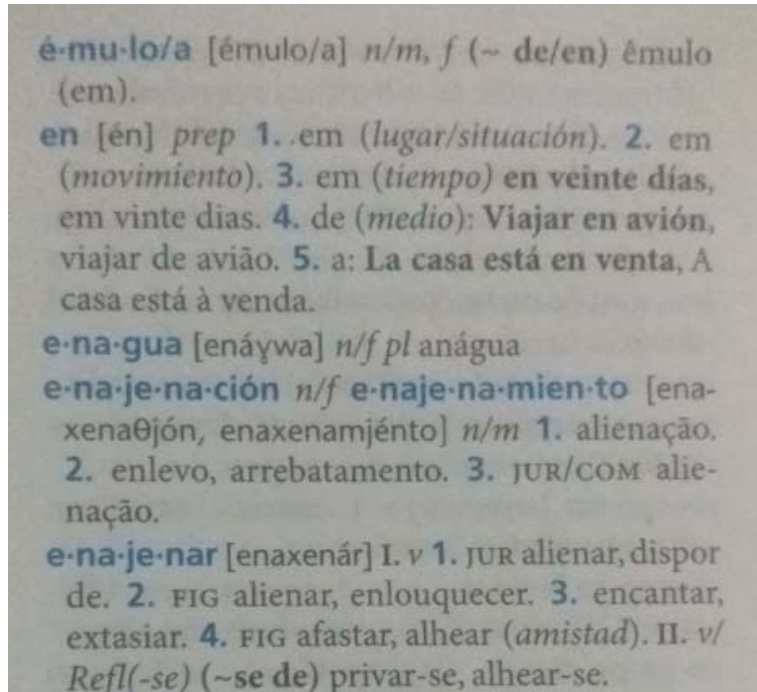 é·mu·lo/a [émulo/a] n/m, f (~ de/en) êmulo
(em).
en [én] prep 1. em (lugar/situación). 2. em
(movimiento). 3. em (tiempo) en veinte días,
em vinte dias. 4. de (medio): Viajar en avión,
viajar de avião. 5. a: La casa está en venta, A
casa está à venda.
e·na·gua [enáɣwa] n/f pl anágua
e·na·je·na·ción n/f e·naje·na·mien·to [ena-
xenaθjón, enaxenamjénto] n/m 1. alienação.
2. enlevo, arrebatamento. 3. JUR/COM alie-
nação.
e·na·je·nar [enaxenár] I. v 1. JUR alienar, dispor
de. 2. FIG alienar, enlouquecer. 3. encantar,
extasiar. 4. FIG afastar, alhear (amistad). II. v/
Refl(-se) (~se de) privar-se, alhear-se.